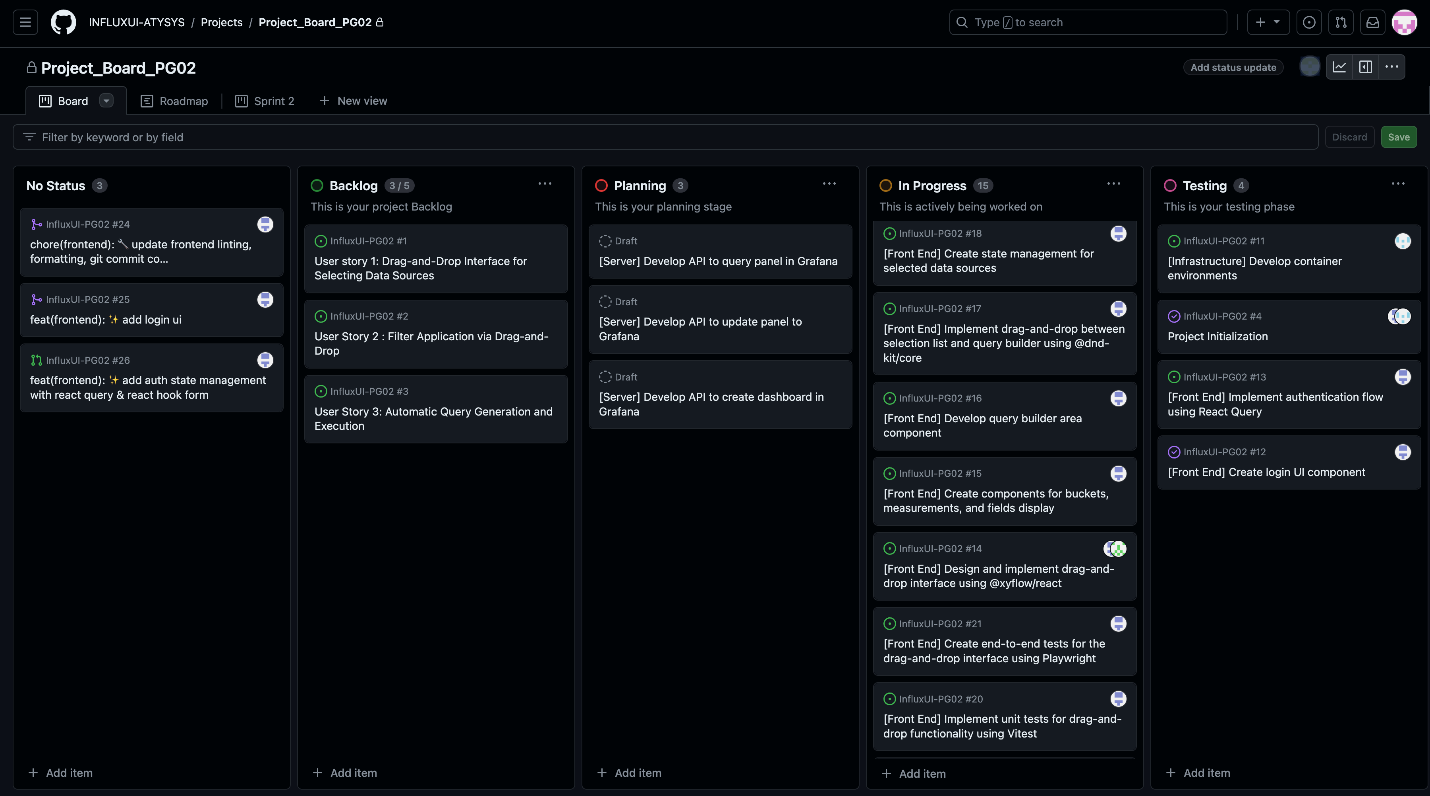 INFLUXUI-ATYSYS / Projects / Project_Board_PG02
Type / to search
Project_Board_PG02
Add status update
Board
Roadmap
Sprint 2
New view
Filter by keyword or by field
Discard
Save
No Status 3
InfluxUI-PG02 #24
chore(frontend): 🔧 update frontend linting,
formatting, git commit co...
InfluxUI-PG02 #25
feat(frontend): ✨ add login ui
InfluxUI-PG02 #26
feat(frontend): ✨ add auth state management
with react query & react hook form
Add item
Backlog 3 / 5
This is your project Backlog
InfluxUI-PG02 #1
User story 1: Drag-and-Drop Interface for
Selecting Data Sources
InfluxUI-PG02 #2
User Story 2 : Filter Application via Drag-and-
Drop
InfluxUI-PG02 #3
User Story 3: Automatic Query Generation and
Execution
Add item
Planning 3
This is your planning stage
Draft
[Server] Develop API to query panel in Grafana
Draft
[Server] Develop API to update panel to
Grafana
Draft
[Server] Develop API to create dashboard in
Grafana
Add item
In Progress 15
This is actively being worked on
InfluxUI-PG02 #18
[Front End] Create state management for
selected data sources
InfluxUI-PG02 #17
[Front End] Implement drag-and-drop between
selection list and query builder using @dnd-
kit/core
InfluxUI-PG02 #16
[Front End] Develop query builder area
component
InfluxUI-PG02 #15
[Front End] Create components for buckets,
measurements, and fields display
InfluxUI-PG02 #14
[Front End] Design and implement drag-and-
drop interface using @xyflow/react
InfluxUI-PG02 #21
[Front End] Create end-to-end tests for the
drag-and-drop interface using Playwright
InfluxUI-PG02 #20
[Front End] Implement unit tests for drag-and-
drop functionality using Vitest
Add item
Testing 4
This is your testing phase
InfluxUI-PG02 #11
[Infrastructure] Develop container
environments
InfluxUI-PG02 #4
Project Initialization
InfluxUI-PG02 #13
[Front End] Implement authentication flow
using React Query
InfluxUI-PG02 #12
[Front End] Create login UI component
Add item